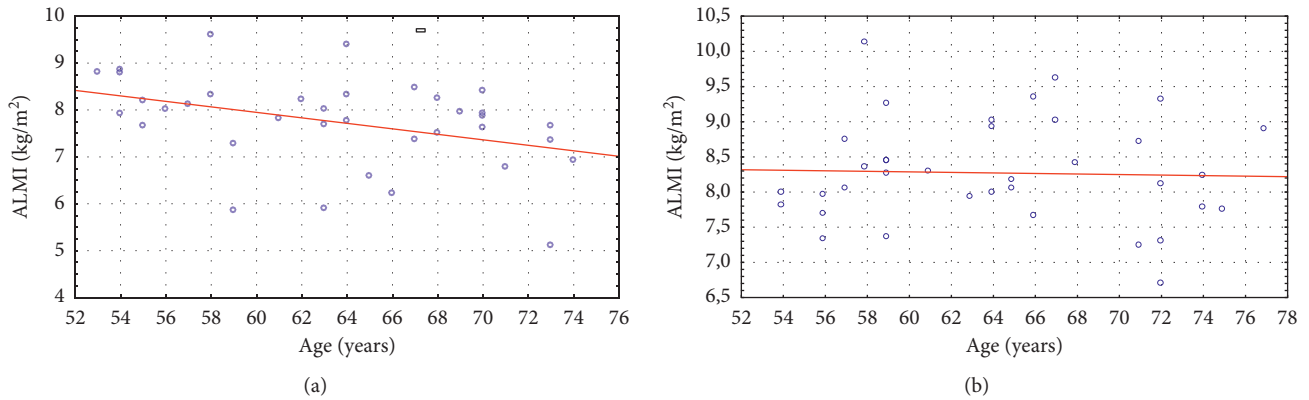 10
9
8
7
6
5
4
ALMI (kg/m²)
52 54 56 58 60 62 64 66 68 70 72 74 76
Age (years)
(a)
10,5
10,0
9,5
9,0
8,5
8,0
7,5
7,0
6,5
ALMI (kg/m²)
52 54 56 58 60 62 64 66 68 70 72 74 76 78
Age (years)
(b)